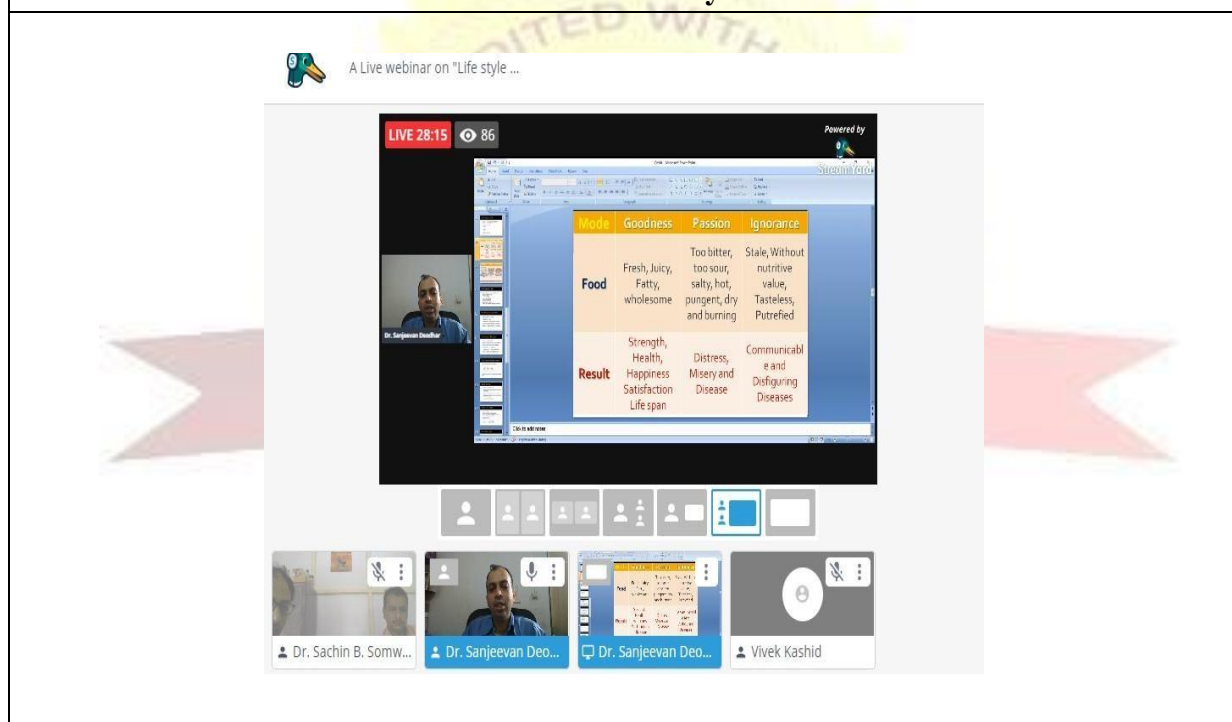 DITED WITH
A Live webinar on "Life style ...
LIVE 28:15 86
Powered by
StreamYard
Mode Goodness Passion Ignorance
Food
Fresh, Juicy,
Fatty,
wholesome
Too bitter,
too sour,
salty, hot,
pungent, dry
and burning
Stale, Without
nutritive
value,
Tasteless,
Putrefied
Result
Strength,
Health,
Happiness
Satisfaction
Life span
Distress,
Misery and
Disease
Communicabl
e and
Disfiguring
Diseases
Dr. Sanjeevan Deodhar
Click to add notes
Dr. Sachin B. Somw...
Dr. Sanjeevan Deo...
Dr. Sanjeevan Deo...
Vivek Kashid